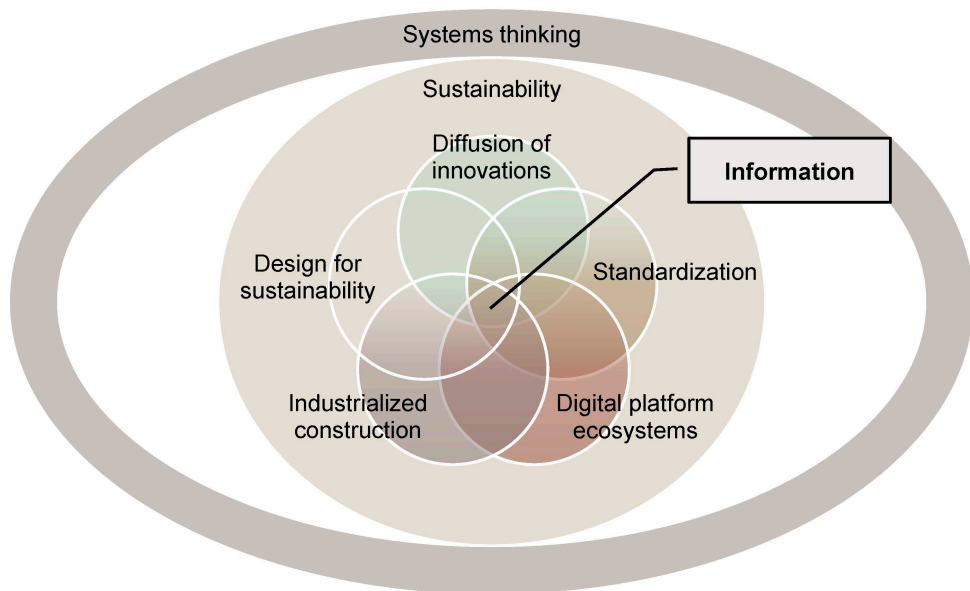 Systems thinking
Sustainability
Diffusion of
innovations
Information
Design for
sustainability
Standardization
Industrialized
construction
Digital platform
ecosystems